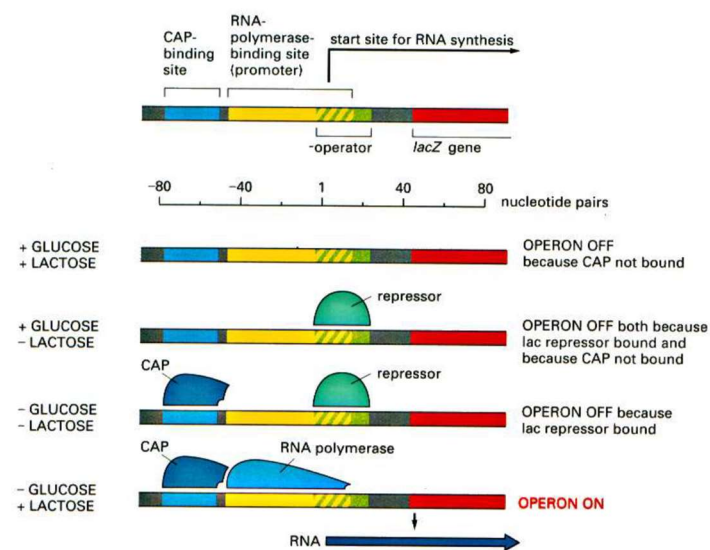 CAP-
binding
site
RNA-
polymerase-
binding site
(promoter)
start site for RNA synthesis
-operator
lacZ gene
-80 -40 1 40 80
nucleotide pairs
+ GLUCOSE
+ LACTOSE
OPERON OFF
because CAP not bound
repressor
+ GLUCOSE
- LACTOSE
OPERON OFF both because
lac repressor bound and
because CAP not bound
CAP
repressor
- GLUCOSE
- LACTOSE
OPERON OFF because
lac repressor bound
CAP
RNA polymerase
- GLUCOSE
+ LACTOSE
OPERON ON
RNA